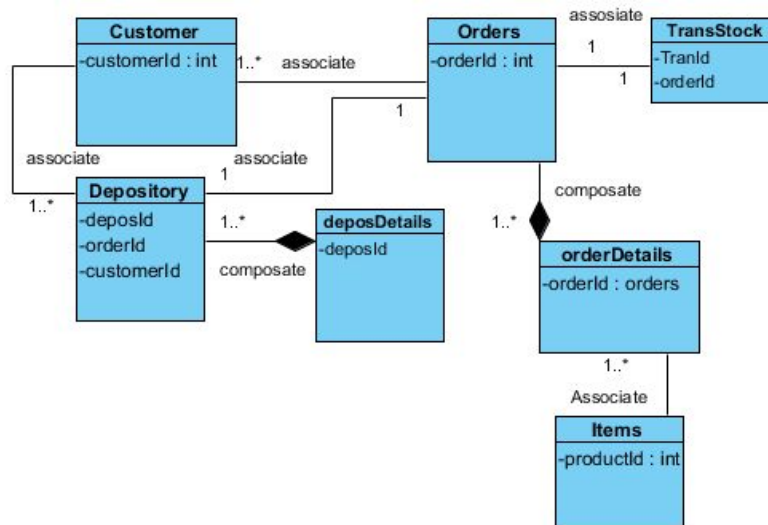 Customer
-customerId : int
1..*
associate
Orders
-orderId : int
assosiate
1
1
TransStock
-TranId
-orderId
associate
associate
1
1
1..*
Depository
-deposId
-orderId
-customerId
1..*
composate
deposDetails
-deposId
composate
1..*
orderDetails
-orderId : orders
1..*
Associate
Items
-productId : int